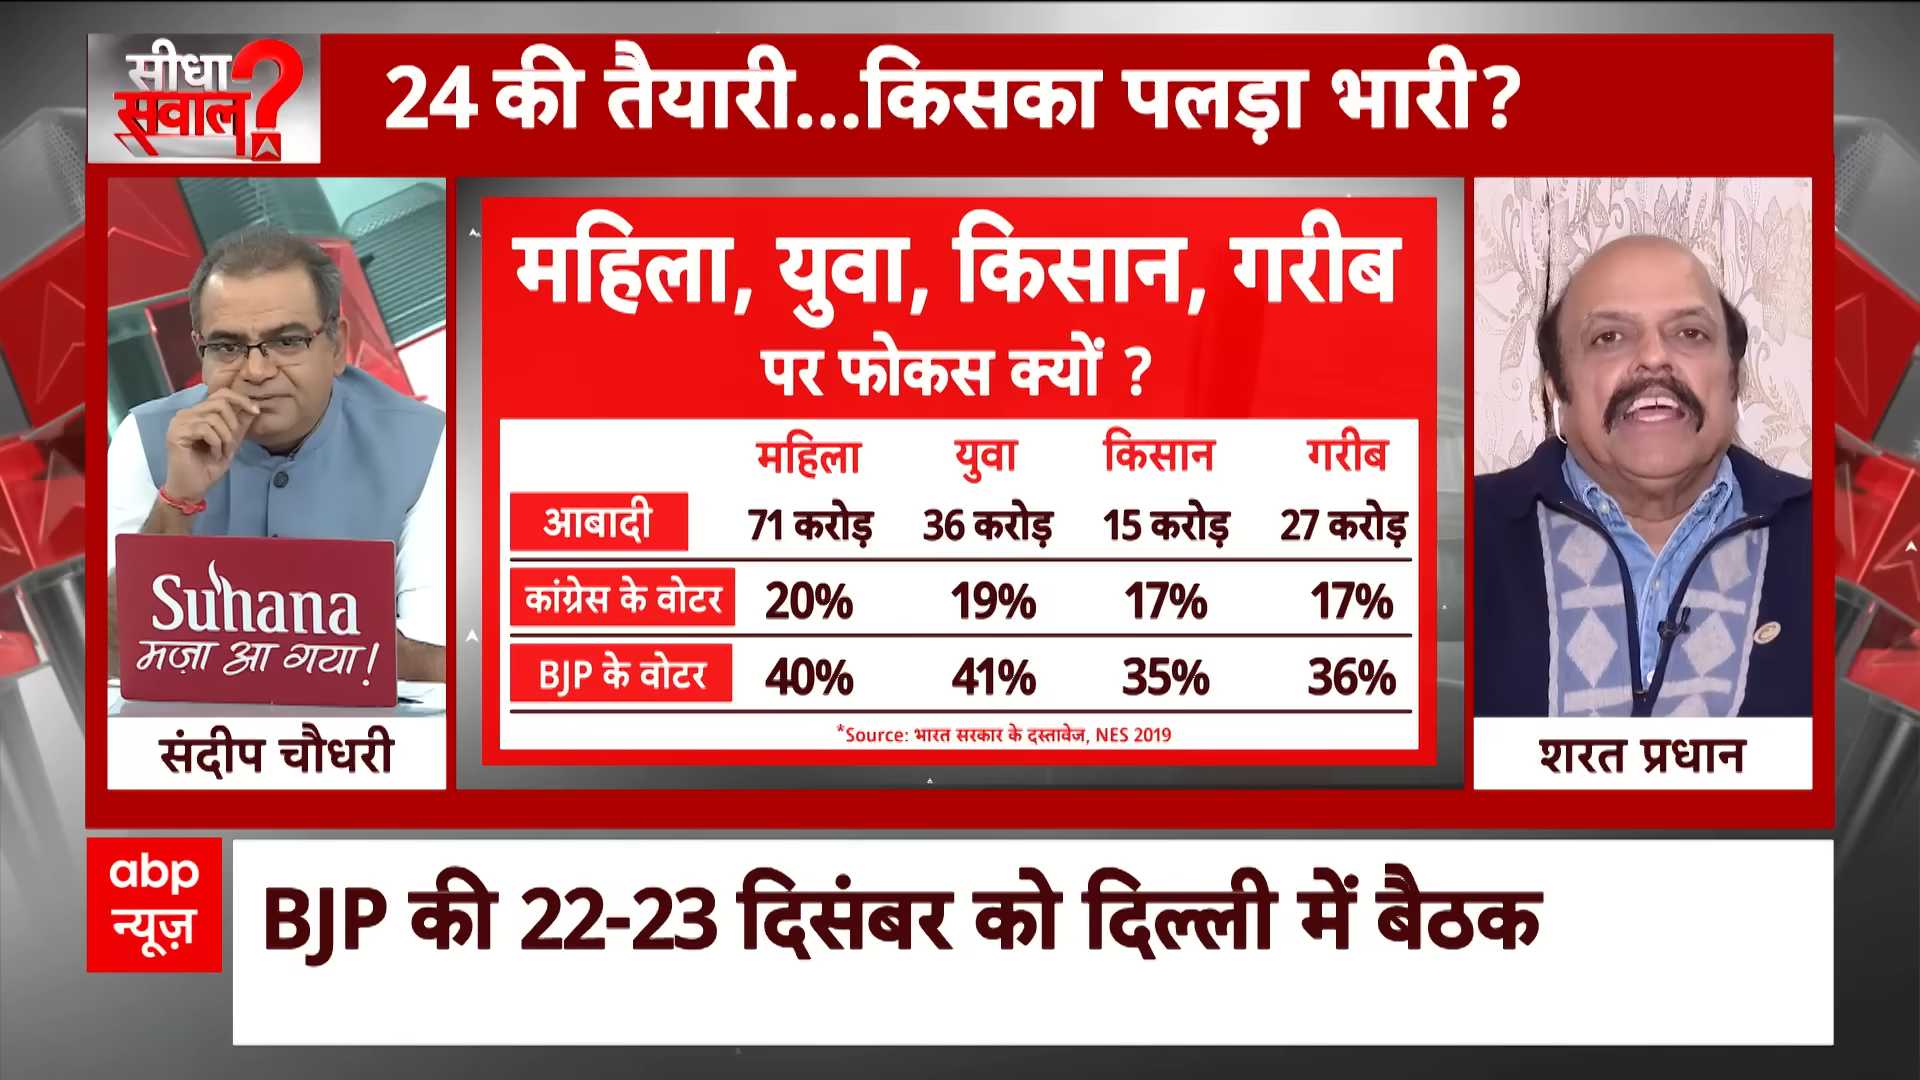 सीधा
सवाल?
24 की तैयारी...किसका पलड़ा भारी?
महिला, युवा, किसान, गरीब
पर फोकस क्यों ?
महिला युवा किसान गरीब
आबादी 71 करोड़ 36 करोड़ 15 करोड़ 27 करोड़
कांग्रेस के वोटर 20% 19% 17% 17%
BJP के वोटर 40% 41% 35% 36%
*Source: भारत सरकार के दस्तावेज, NES 2019
Suhana
मज़ा आ गया!
संदीप चौधरी
शरत प्रधान
abp
न्यूज़
BJP की 22-23 दिसंबर को दिल्ली में बैठक